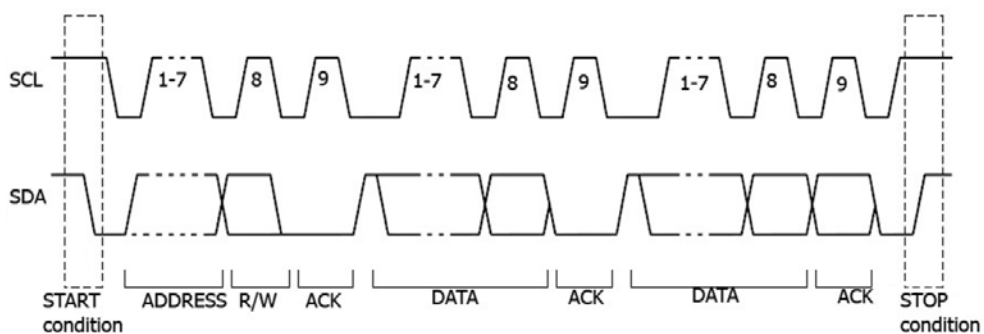 SCL 1-7 8 9 1-7 8 9 1-7 8 9
SDA
START condition ADDRESS R/W ACK DATA ACK DATA ACK STOP condition